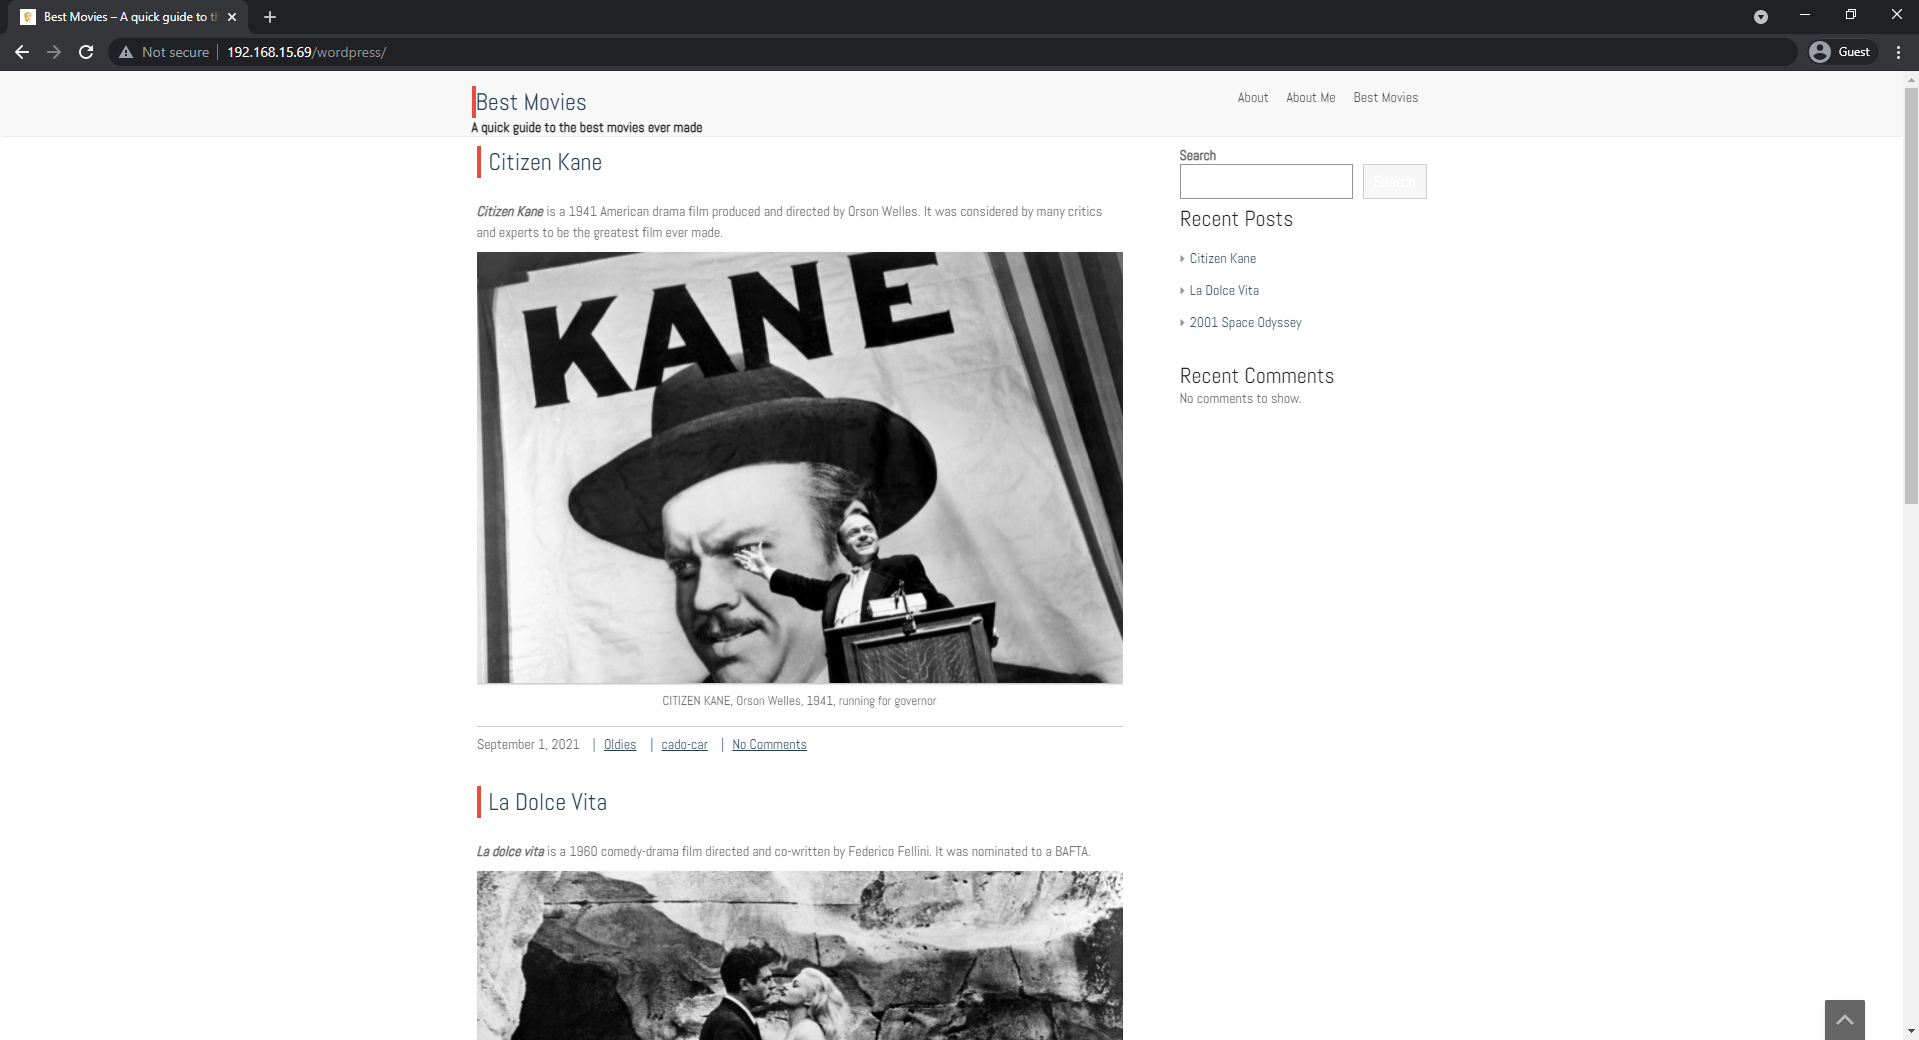 Best Movies – A quick guide to t
Not secure
192.168.15.69/wordpress/
Guest
Best Movies
A quick guide to the best movies ever made
About
About Me
Best Movies
Citizen Kane
Citizen Kane is a 1941 American drama film produced and directed by Orson Welles. It was considered by many critics
and experts to be the greatest film ever made.
KANE
CITIZEN KANE, Orson Welles, 1941, running for governor
September 1, 2021 | Oldies | cado-car | No Comments
La Dolce Vita
La dolce vita is a 1960 comedy-drama film directed and co-written by Federico Fellini. It was nominated to a BAFTA.
Search
Search
Recent Posts
Citizen Kane
La Dolce Vita
2001 Space Odyssey
Recent Comments
No comments to show.